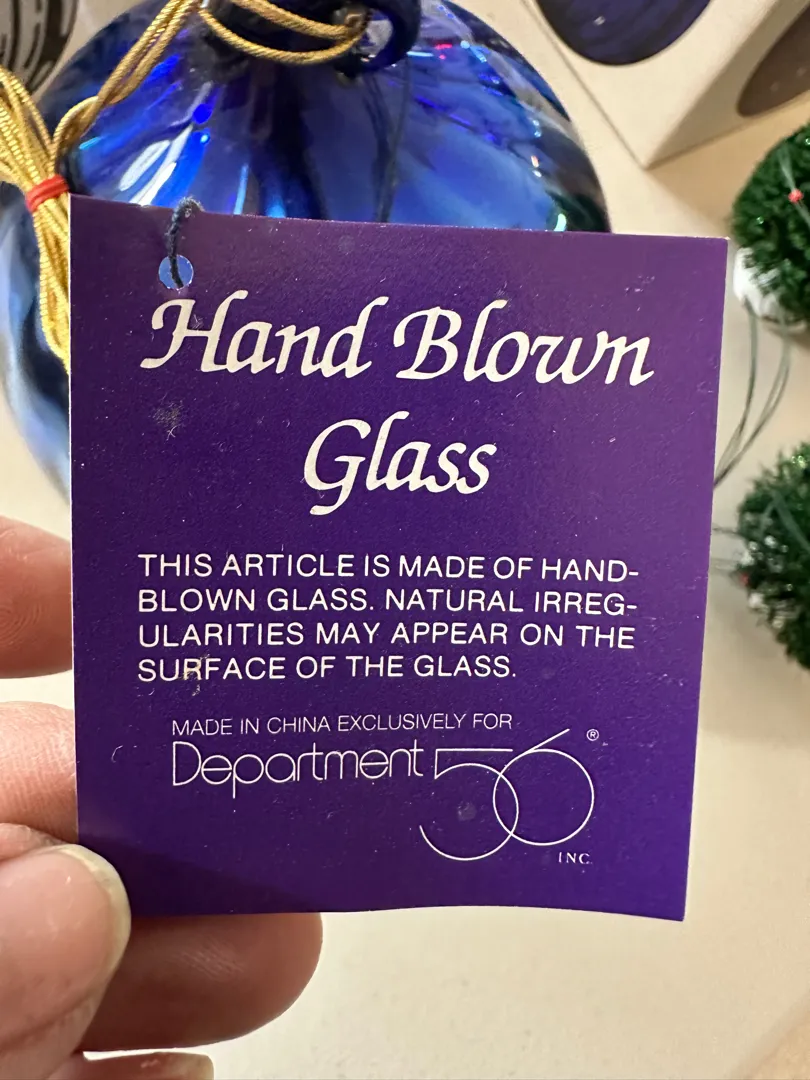 Hand Blown
Glass
THIS ARTICLE IS MADE OF HAND-
BLOWN GLASS. NATURAL IRREG-
ULARITIES MAY APPEAR ON THE
SURFACE OF THE GLASS.
MADE IN CHINA EXCLUSIVELY FOR
Department 56 ®
INC.